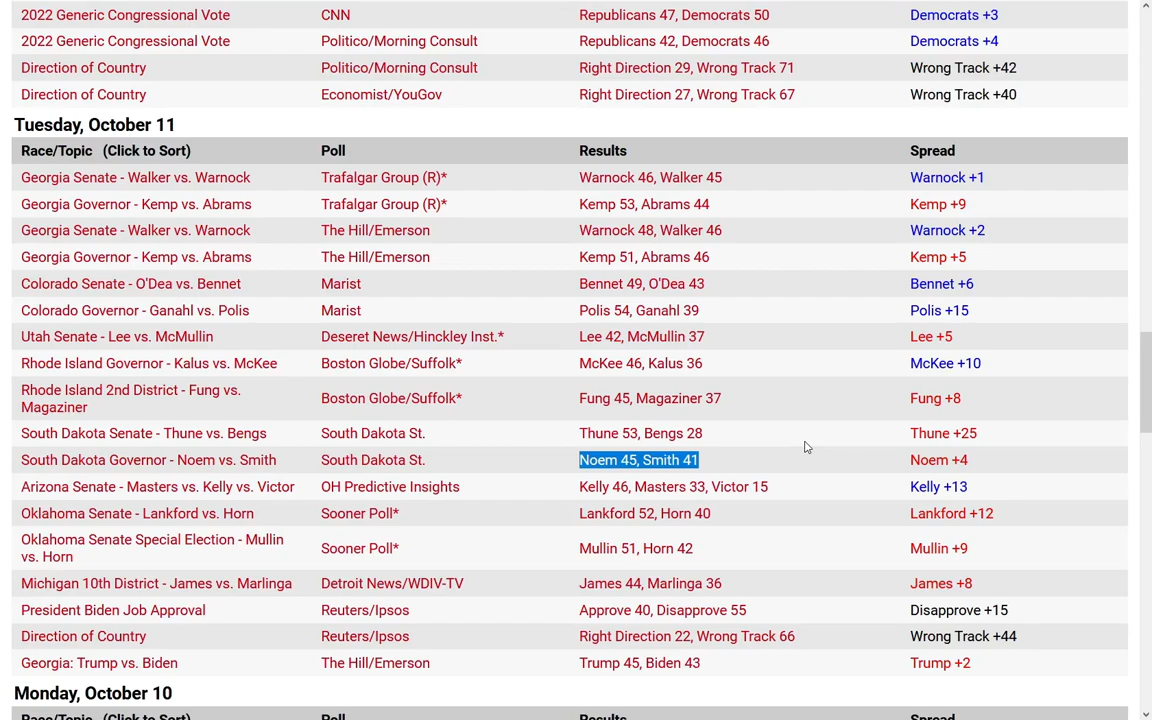 2022 Generic Congressional Vote CNN Republicans 47, Democrats 50 Democrats +3
2022 Generic Congressional Vote Politico/Morning Consult Republicans 42, Democrats 46 Democrats +4
Direction of Country Politico/Morning Consult Right Direction 29, Wrong Track 71 Wrong Track +42
Direction of Country Economist/YouGov Right Direction 27, Wrong Track 67 Wrong Track +40
Tuesday, October 11
Race/Topic (Click to Sort) Poll Results Spread
Georgia Senate - Walker vs. Warnock Trafalgar Group (R)* Warnock 46, Walker 45 Warnock +1
Georgia Governor - Kemp vs. Abrams Trafalgar Group (R)* Kemp 53, Abrams 44 Kemp +9
Georgia Senate - Walker vs. Warnock The Hill/Emerson Warnock 48, Walker 46 Warnock +2
Georgia Governor - Kemp vs. Abrams The Hill/Emerson Kemp 51, Abrams 46 Kemp +5
Colorado Senate - O'Dea vs. Bennet Marist Bennet 49, O'Dea 43 Bennet +6
Colorado Governor - Ganahl vs. Polis Marist Polis 54, Ganahl 39 Polis +15
Utah Senate - Lee vs. McMullin Deseret News/Hinckley Inst.* Lee 42, McMullin 37 Lee +5
Rhode Island Governor - Kalus vs. McKee Boston Globe/Suffolk* McKee 46, Kalus 36 McKee +10
Rhode Island 2nd District - Fung vs.
Magaziner Boston Globe/Suffolk* Fung 45, Magaziner 37 Fung +8
South Dakota Senate - Thune vs. Bengs South Dakota St. Thune 53, Bengs 28 Thune +25
South Dakota Governor - Noem vs. Smith South Dakota St. Noem 45, Smith 41 Noem +4
Arizona Senate - Masters vs. Kelly vs. Victor OH Predictive Insights Kelly 46, Masters 33, Victor 15 Kelly +13
Oklahoma Senate - Lankford vs. Horn Sooner Poll* Lankford 52, Horn 40 Lankford +12
Oklahoma Senate Special Election - Mullin
vs. Horn Sooner Poll* Mullin 51, Horn 42 Mullin +9
Michigan 10th District - James vs. Marlinga Detroit News/WDIV-TV James 44, Marlinga 36 James +8
President Biden Job Approval Reuters/Ipsos Approve 40, Disapprove 55 Disapprove +15
Direction of Country Reuters/Ipsos Right Direction 22, Wrong Track 66 Wrong Track +44
Georgia: Trump vs. Biden The Hill/Emerson Trump 45, Biden 43 Trump +2
Monday, October 10
Race/Topic (Click to Sort) Poll Results Spread